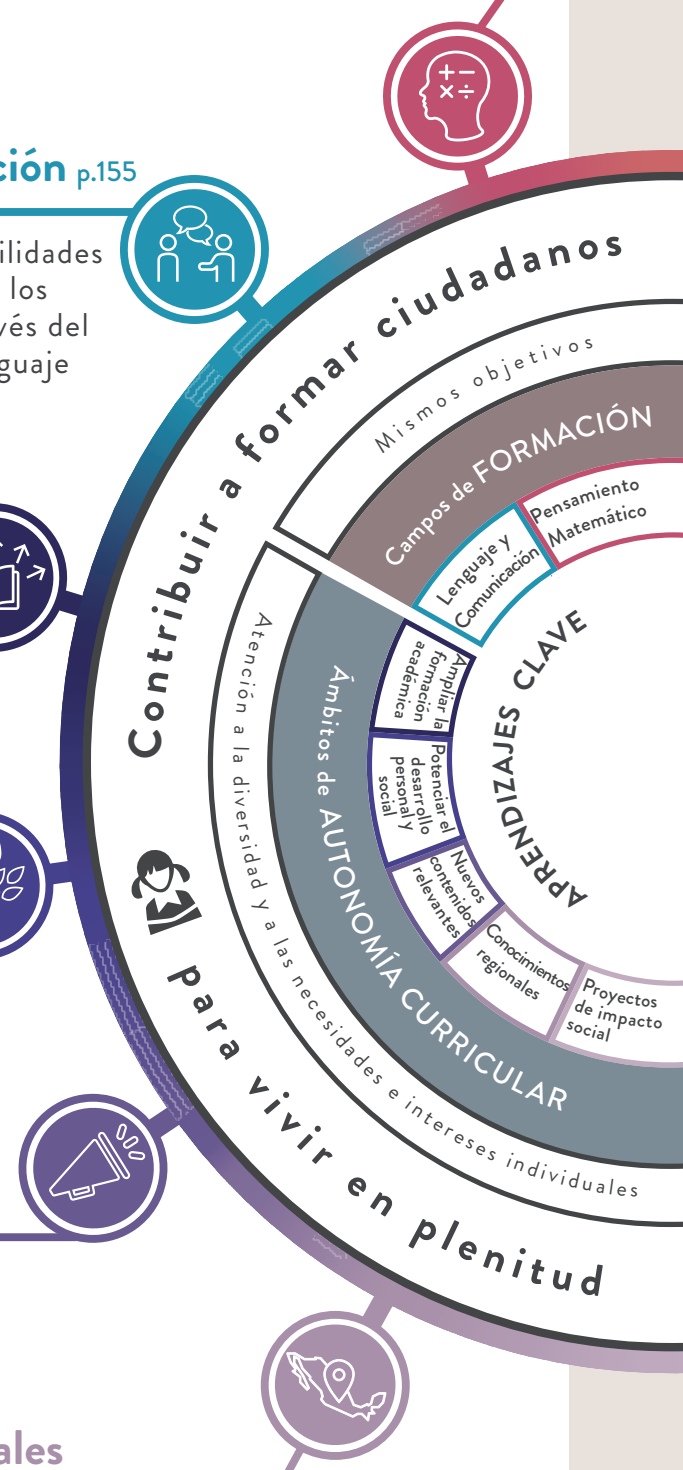 ción p.155
ilidades
los
vés del
guaje
Contribuir a formar ciudadanos
Mismos objetivos
Campos de FORMACIÓN
Pensamiento
Matemático
Lenguaje y
Comunicación
APRENDIZAJES CLAVE
Ampliar la
formación
académica
Potenciar el
desarrollo
personal y
social
Nuevos
contenidos
relevantes
Conocimientos
regionales
Proyectos
de impacto
social
Ámbitos de AUTONOMÍA CURRICULAR
Atención a la diversidad y a las necesidades e intereses individuales
para vivir en plenitud
ales